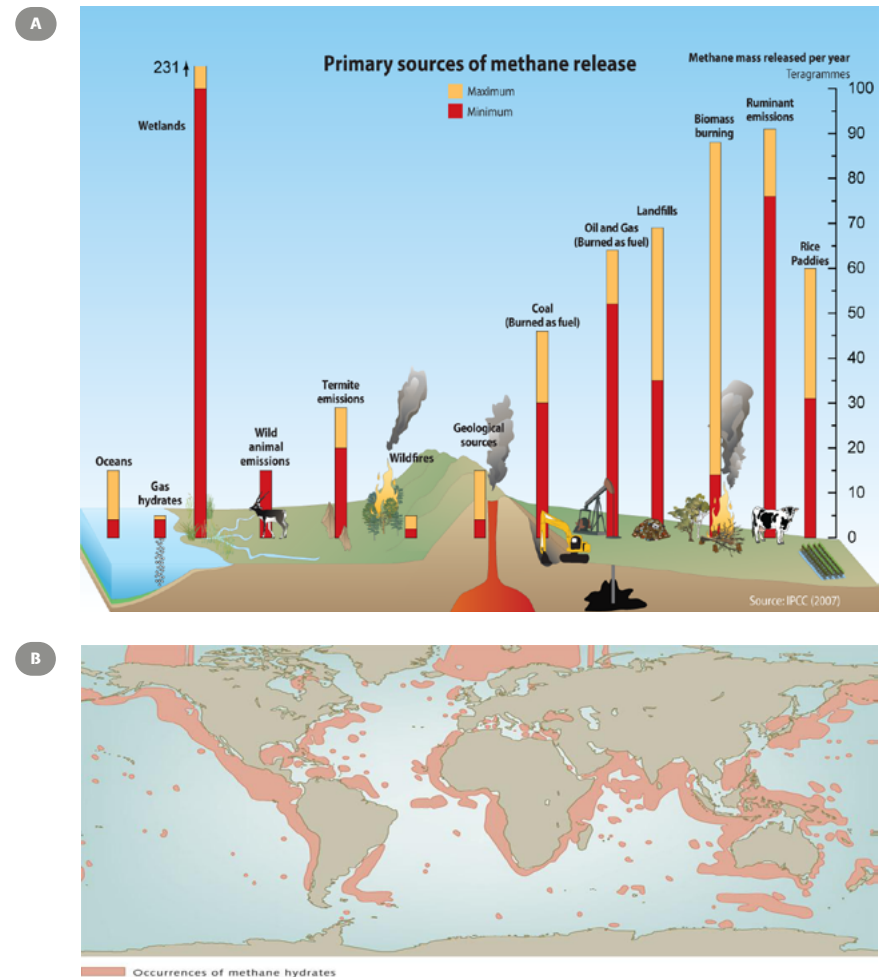 A
231
Primary sources of methane release
Methane mass released per year
Teragrammes
Maximum
Minimum
Wetlands
Biomass
burning
Ruminant
emissions
Landfills
Oil and Gas
(Burned as fuel)
Rice
Paddies
Coal
(Burned as fuel)
Termite
emissions
Wild
animal
emissions
Wildfires
Geological
sources
Oceans
Gas
hydrates
100
90
80
70
60
50
40
30
20
10
0
Source: IPCC (2007)
B
Occurrences of methane hydrates